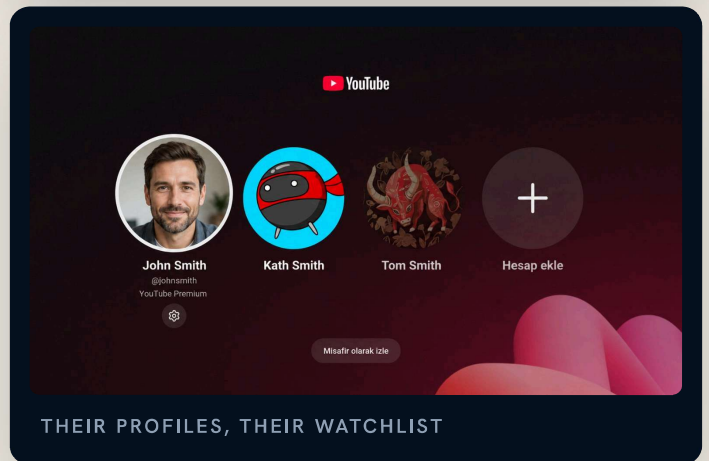 YouTube
John Smith
@johnsmith
YouTube Premium
Kath Smith
Tom Smith
Hesap ekle
Misafir olarak izle
THEIR PROFILES, THEIR WATCHLIST